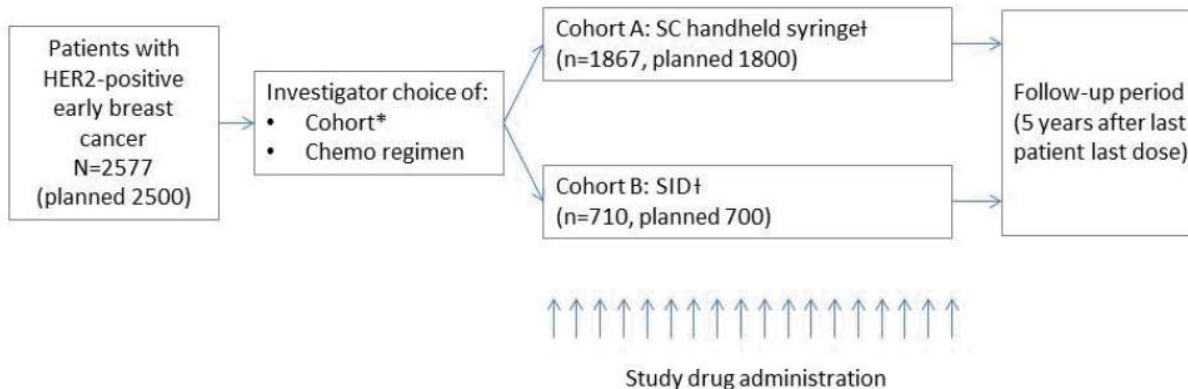 Patients with
HER2-positive
early breast
cancer
N=2577
(planned 2500)
Investigator choice of:
• Cohort*
• Chemo regimen
Cohort A: SC handheld syringe†
(n=1867, planned 1800)
Cohort B: SID†
(n=710, planned 700)
Follow-up period
(5 years after last
patient last dose)
Study drug administration